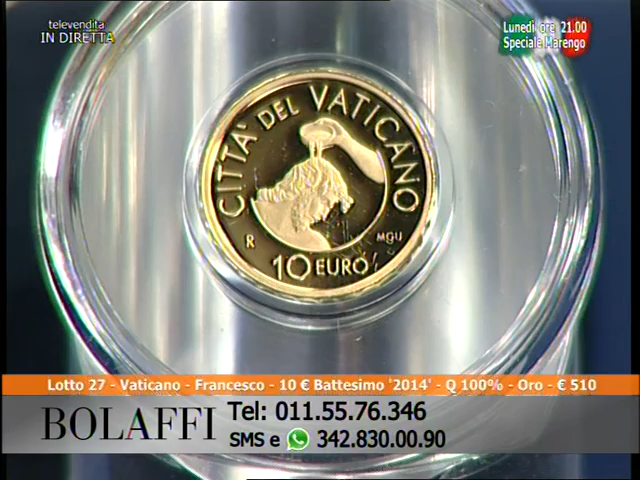 televendita
IN DIRETTA
Lunedì ore 21.00
Speciale Marengo
CITTA' DEL VATICANO
R
MGU
10 EURO
Lotto 27 - Vaticano - Francesco - 10 € Battesimo '2014' - Q 100% - Oro - € 510
BOLAFFI
Tel: 011.55.76.346
SMS e 342.830.00.90